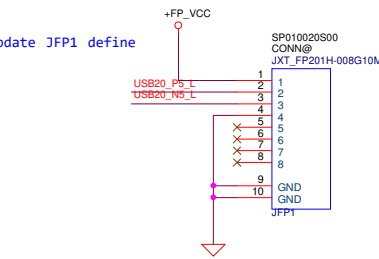 +FP_VCC
pdate JFP1 define
SP010020S00
CONN@
JXT_FP201H-008G10M
1 1
USB20_P5_L 2 2
USB20_N5_L 3 3
4 4
5 5
6 6
7 7
8 8
9 GND
10 GND
JFP1